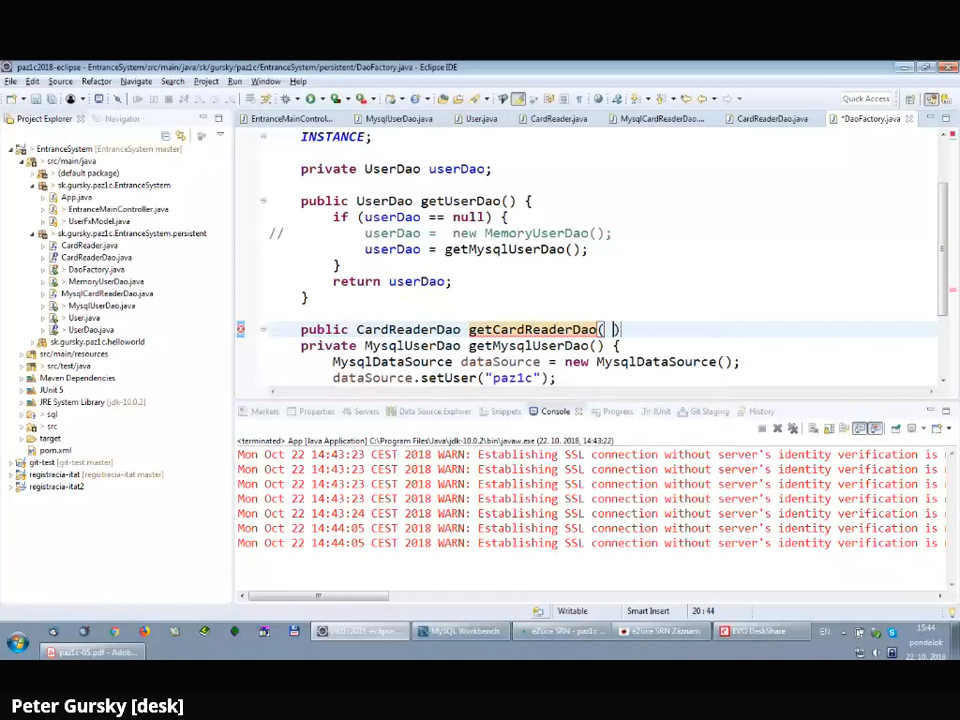 paz1c2018-eclipse - EntranceSystem/src/main/java/sk/gursky/paz1c/EntranceSystem/persistent/DaoFactory.java - Eclipse IDE
File Edit Source Refactor Navigate Search Project Run Window Help
Quick Access
Project Explorer Navigator
EntranceMainControl... MysqlUserDao.java User.java CardReader.java MysqlCardReaderDao.... CardReaderDao.java *DaoFactory.java
EntranceSystem [EntranceSystem master]
src/main/java
(default package)
sk.gursky.paz1c.EntranceSystem
App.java
EntranceMainController.java
UserFxModel.java
sk.gursky.paz1c.EntranceSystem.persistent
CardReader.java
CardReaderDao.java
DaoFactory.java
MemoryUserDao.java
MysqlCardReaderDao.java
MysqlUserDao.java
User.java
UserDao.java
sk.gursky.paz1c.helloworld
src/main/resources
src/test/java
Maven Dependencies
JUnit 5
JRE System Library [jdk-10.0.2]
sql
src
target
pom.xml
git-test [git-test master]
registracia-itat [registracia-itat master]
registracia-itat2
INSTANCE;
private UserDao userDao;
public UserDao getUserDao() {
if (userDao == null) {
// userDao = new MemoryUserDao();
userDao = getMysqlUserDao();
}
return userDao;
}
public CardReaderDao getCardReaderDao( )
private MysqlUserDao getMysqlUserDao() {
MysqlDataSource dataSource = new MysqlDataSource();
dataSource.setUser("paz1c");
Markers Properties Servers Data Source Explorer Snippets Console Progress JUnit Git Staging History
<terminated> App [Java Application] C:\Program Files\Java\jdk-10.0.2\bin\javaw.exe (22. 10. 2018, 14:43:22)
Mon Oct 22 14:43:23 CEST 2018 WARN: Establishing SSL connection without server's identity verification is
Mon Oct 22 14:43:23 CEST 2018 WARN: Establishing SSL connection without server's identity verification is
Mon Oct 22 14:43:23 CEST 2018 WARN: Establishing SSL connection without server's identity verification is
Mon Oct 22 14:43:23 CEST 2018 WARN: Establishing SSL connection without server's identity verification is
Mon Oct 22 14:43:24 CEST 2018 WARN: Establishing SSL connection without server's identity verification is
Mon Oct 22 14:44:05 CEST 2018 WARN: Establishing SSL connection without server's identity verification is
Mon Oct 22 14:44:05 CEST 2018 WARN: Establishing SSL connection without server's identity verification is
Writable Smart Insert 20 : 44
paz1c2018-eclipse... MySQL Workbench eZuce SRN - paz1c ... eZuce SRN Záznam EVO DeskShare EN 15:44
pondelok
22. 10. 2018
paz1c-05.pdf - Adob...
Peter Gursky [desk]